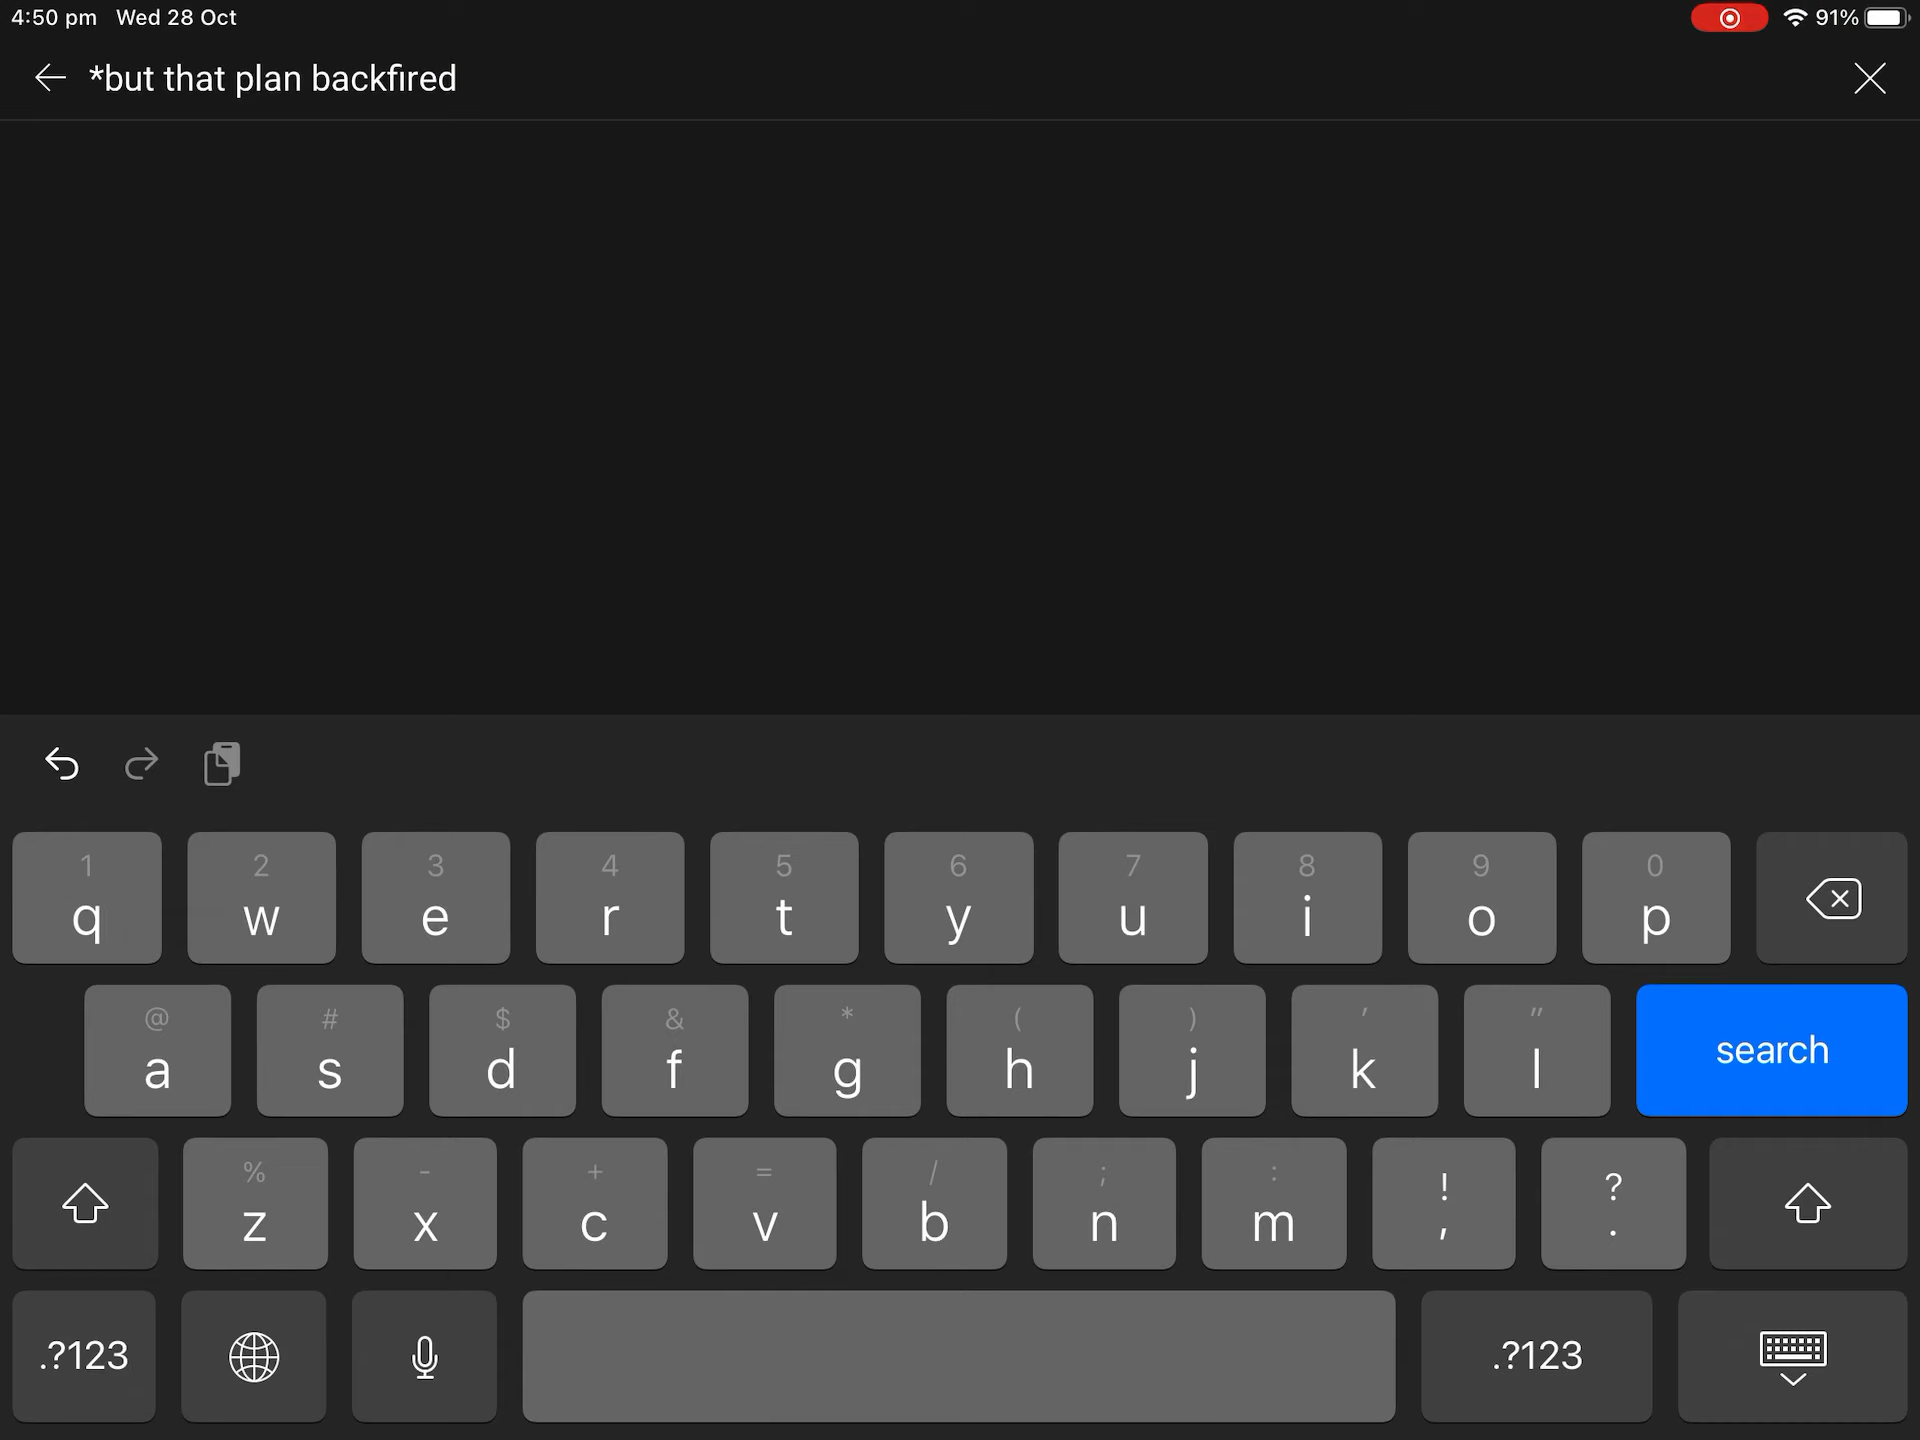 4:50 pm Wed 28 Oct 91%
*but that plan backfired
1 2 3 4 5 6 7 8 9 0
q w e r t y u i o p
@ # $ & * ( ) ' "
a s d f g h j k l search
% - + = / ; : ! ?
z x c v b n m , .
.?123 .?123